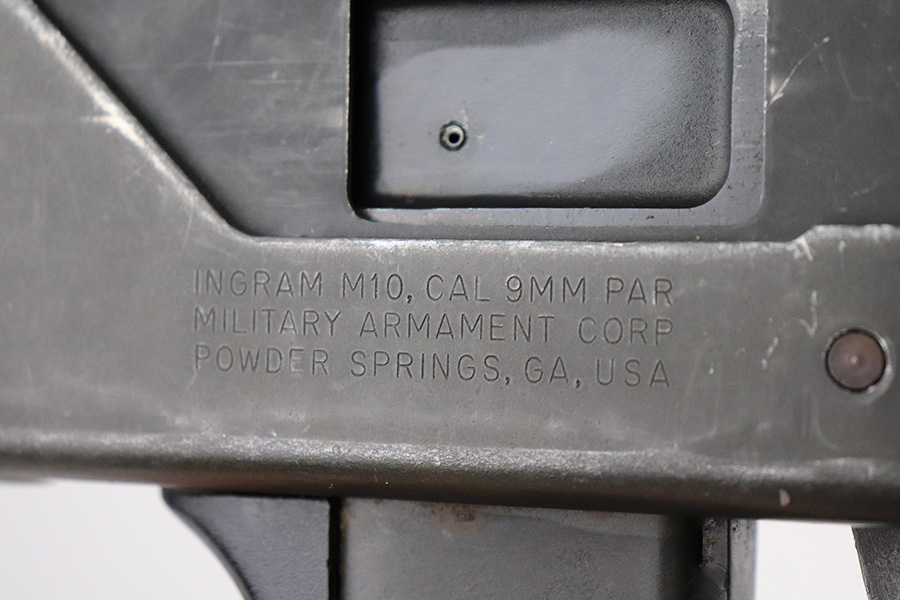 INGRAM M10, CAL 9MM PAR
MILITARY ARMAMENT CORP
POWDER SPRINGS, GA, USA